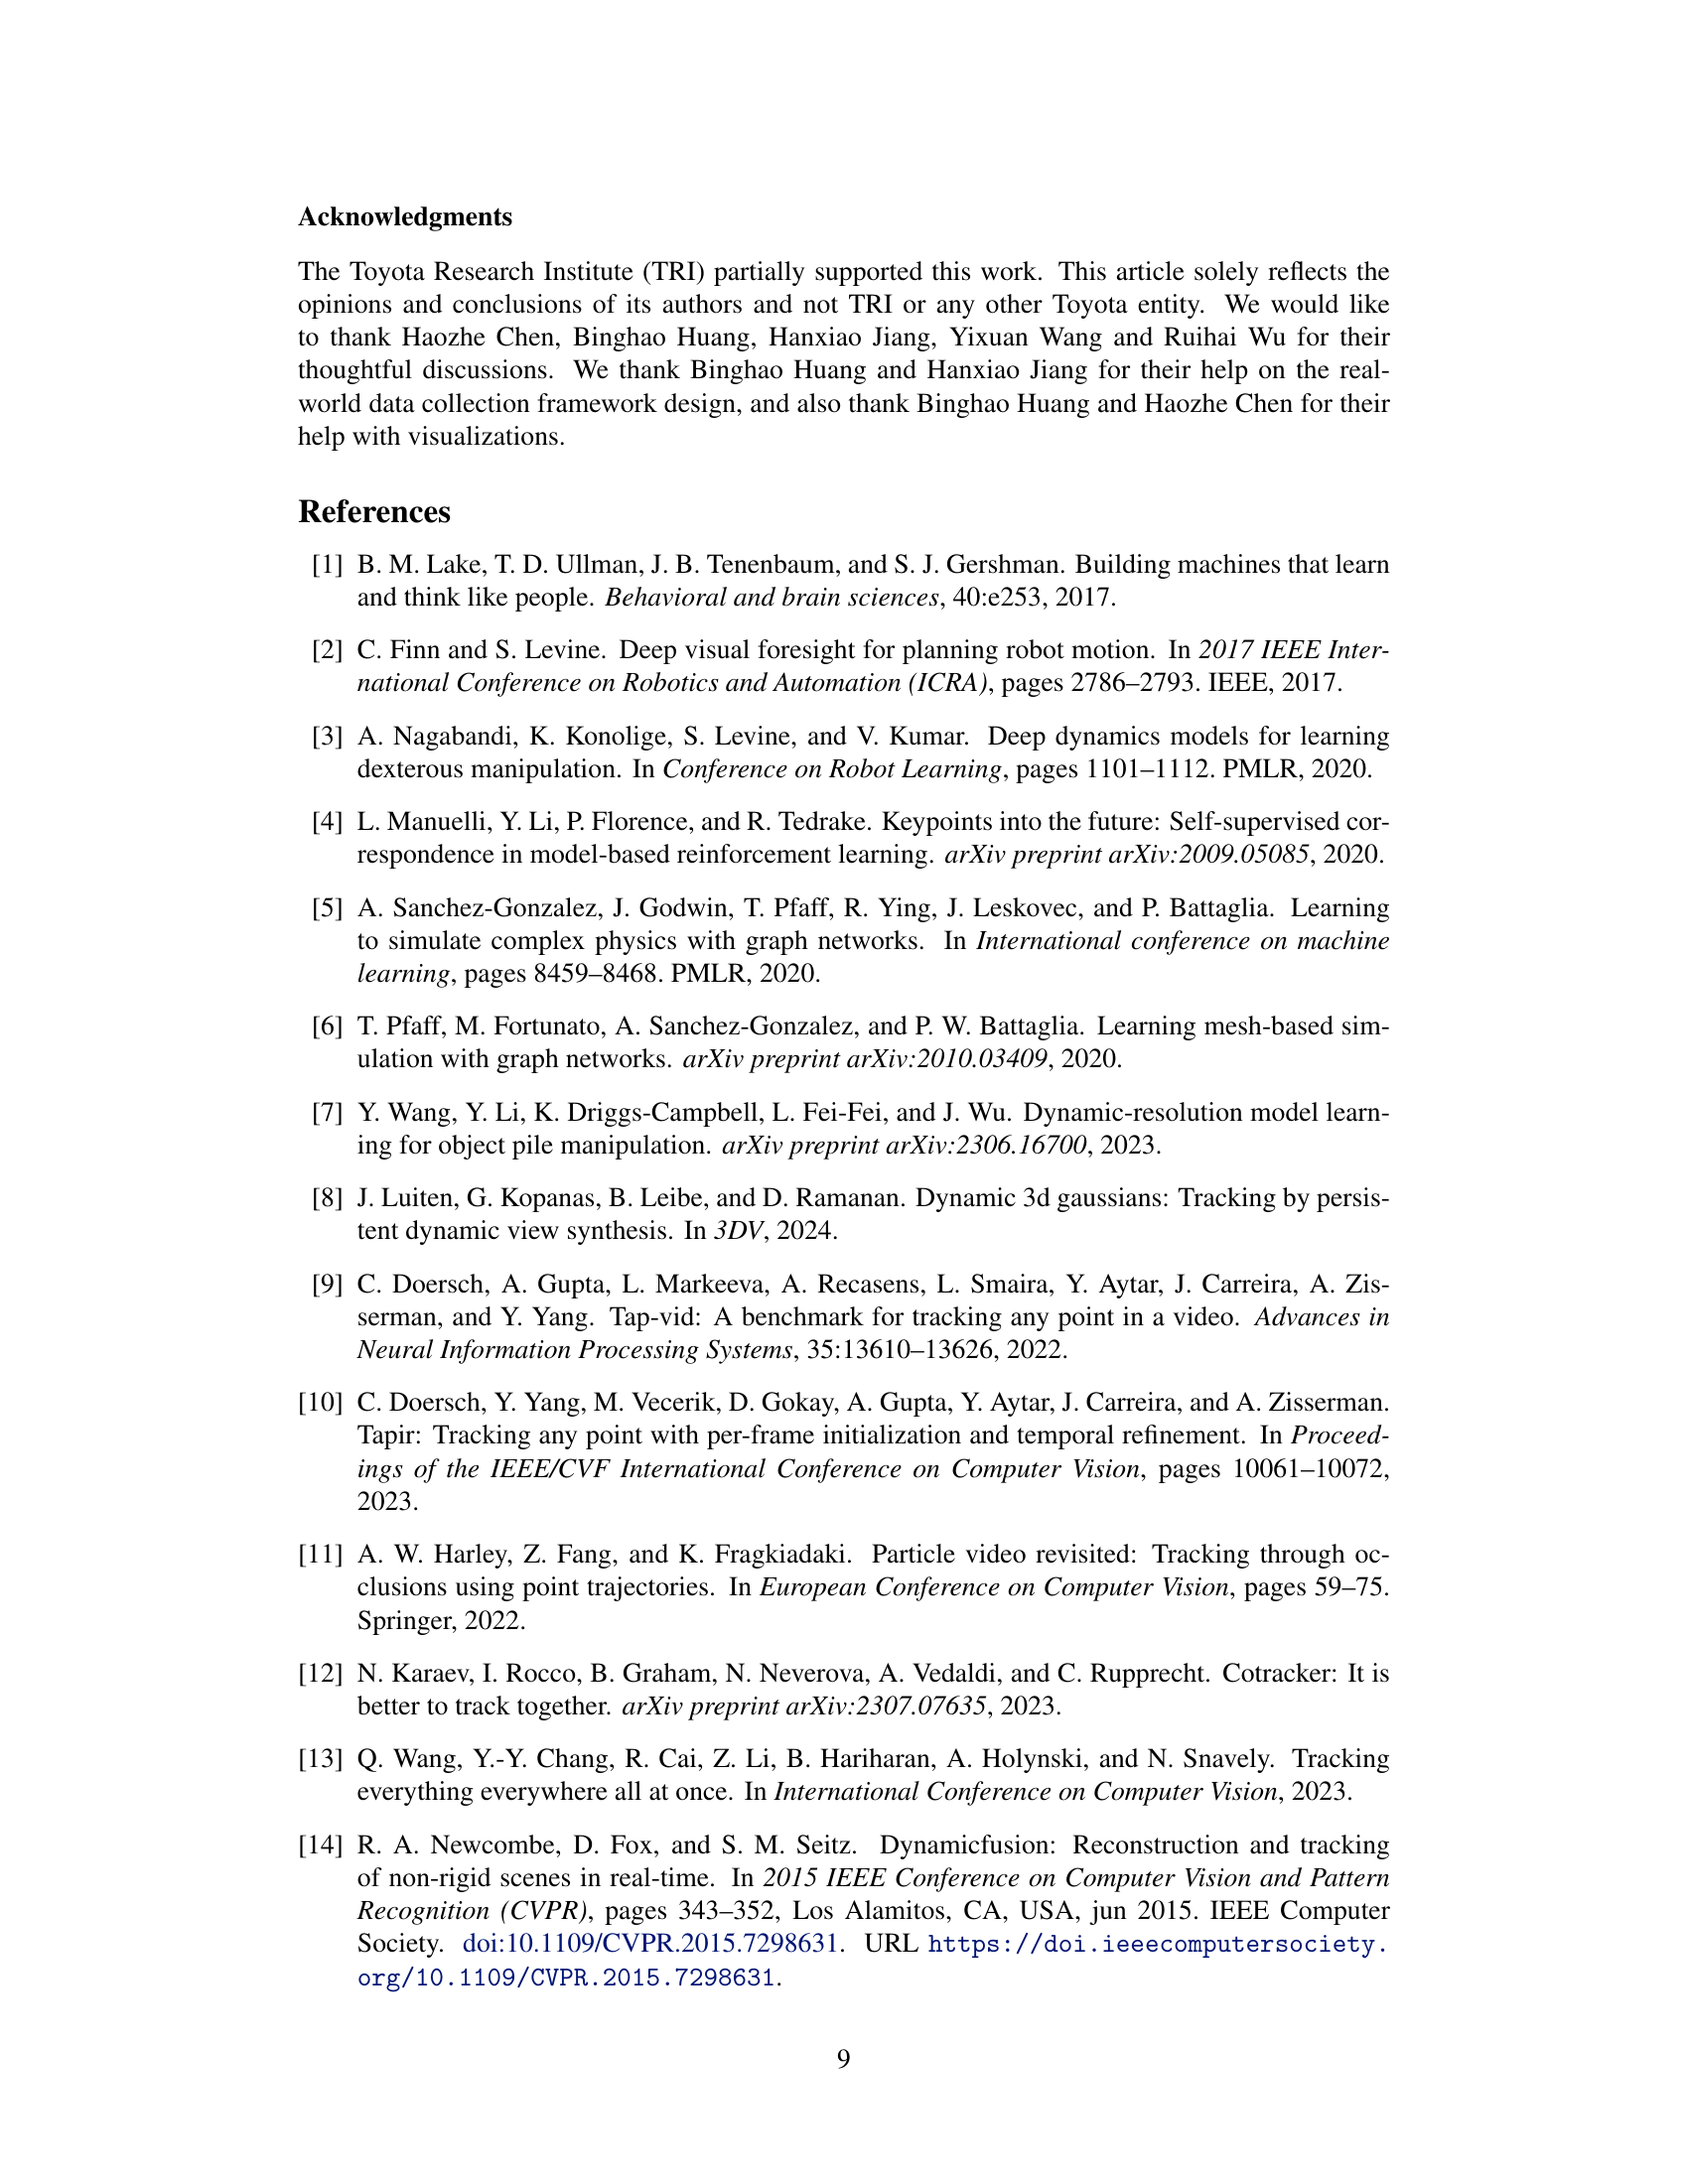 Acknowledgments
The Toyota Research Institute (TRI) partially supported this work. This article solely reflects the
opinions and conclusions of its authors and not TRI or any other Toyota entity. We would like
to thank Haozhe Chen, Binghao Huang, Hanxiao Jiang, Yixuan Wang and Ruihai Wu for their
thoughtful discussions. We thank Binghao Huang and Hanxiao Jiang for their help on the real-
world data collection framework design, and also thank Binghao Huang and Haozhe Chen for their
help with visualizations.
References
[1] B. M. Lake, T. D. Ullman, J. B. Tenenbaum, and S. J. Gershman. Building machines that learn
and think like people. Behavioral and brain sciences, 40:e253, 2017.
[2] C. Finn and S. Levine. Deep visual foresight for planning robot motion. In 2017 IEEE Inter-
national Conference on Robotics and Automation (ICRA), pages 2786–2793. IEEE, 2017.
[3] A. Nagabandi, K. Konolige, S. Levine, and V. Kumar. Deep dynamics models for learning
dexterous manipulation. In Conference on Robot Learning, pages 1101–1112. PMLR, 2020.
[4] L. Manuelli, Y. Li, P. Florence, and R. Tedrake. Keypoints into the future: Self-supervised cor-
respondence in model-based reinforcement learning. arXiv preprint arXiv:2009.05085, 2020.
[5] A. Sanchez-Gonzalez, J. Godwin, T. Pfaff, R. Ying, J. Leskovec, and P. Battaglia. Learning
to simulate complex physics with graph networks. In International conference on machine
learning, pages 8459–8468. PMLR, 2020.
[6] T. Pfaff, M. Fortunato, A. Sanchez-Gonzalez, and P. W. Battaglia. Learning mesh-based sim-
ulation with graph networks. arXiv preprint arXiv:2010.03409, 2020.
[7] Y. Wang, Y. Li, K. Driggs-Campbell, L. Fei-Fei, and J. Wu. Dynamic-resolution model learn-
ing for object pile manipulation. arXiv preprint arXiv:2306.16700, 2023.
[8] J. Luiten, G. Kopanas, B. Leibe, and D. Ramanan. Dynamic 3d gaussians: Tracking by persis-
tent dynamic view synthesis. In 3DV, 2024.
[9] C. Doersch, A. Gupta, L. Markeeva, A. Recasens, L. Smaira, Y. Aytar, J. Carreira, A. Zis-
serman, and Y. Yang. Tap-vid: A benchmark for tracking any point in a video. Advances in
Neural Information Processing Systems, 35:13610–13626, 2022.
[10] C. Doersch, Y. Yang, M. Vecerik, D. Gokay, A. Gupta, Y. Aytar, J. Carreira, and A. Zisserman.
Tapir: Tracking any point with per-frame initialization and temporal refinement. In Proceed-
ings of the IEEE/CVF International Conference on Computer Vision, pages 10061–10072,
2023.
[11] A. W. Harley, Z. Fang, and K. Fragkiadaki. Particle video revisited: Tracking through oc-
clusions using point trajectories. In European Conference on Computer Vision, pages 59–75.
Springer, 2022.
[12] N. Karaev, I. Rocco, B. Graham, N. Neverova, A. Vedaldi, and C. Rupprecht. Cotracker: It is
better to track together. arXiv preprint arXiv:2307.07635, 2023.
[13] Q. Wang, Y.-Y. Chang, R. Cai, Z. Li, B. Hariharan, A. Holynski, and N. Snavely. Tracking
everything everywhere all at once. In International Conference on Computer Vision, 2023.
[14] R. A. Newcombe, D. Fox, and S. M. Seitz. Dynamicfusion: Reconstruction and tracking
of non-rigid scenes in real-time. In 2015 IEEE Conference on Computer Vision and Pattern
Recognition (CVPR), pages 343–352, Los Alamitos, CA, USA, jun 2015. IEEE Computer
Society. doi:10.1109/CVPR.2015.7298631. URL https://doi.ieeecomputersociety.
org/10.1109/CVPR.2015.7298631.
9